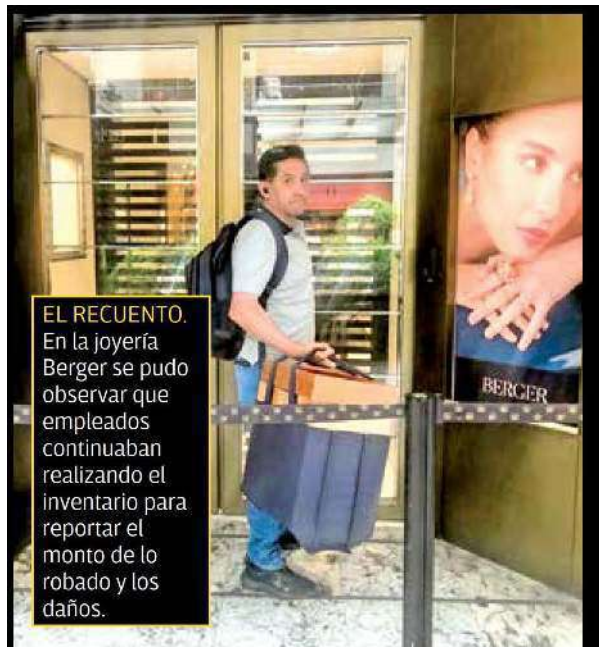 EL RECUENTO.
En la joyería
Berger se pudo
observar que
empleados
continuaban
realizando el
inventario para
reportar el
monto de lo
robado y los
daños.
BERGER